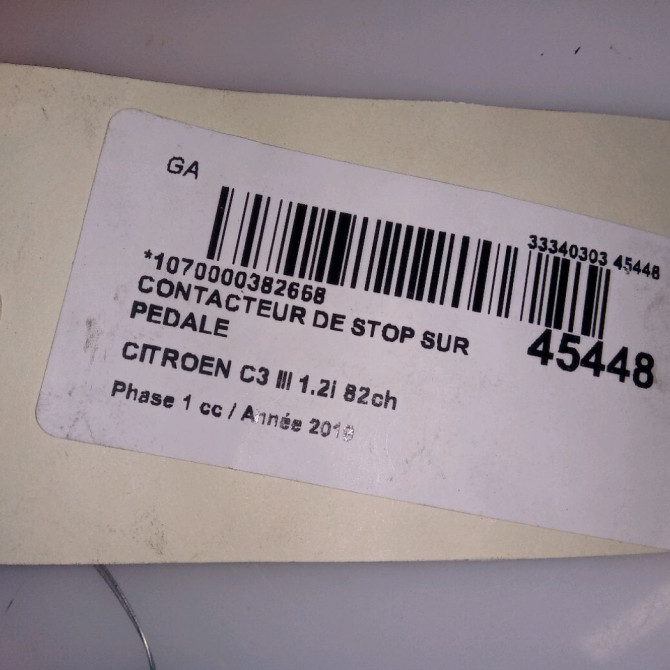 GA
33340303 45448
*1070000382668
CONTACTEUR DE STOP SUR
PEDALE
45448
CITROEN C3 III 1.2i 82ch
Phase 1 cc / Année 2019